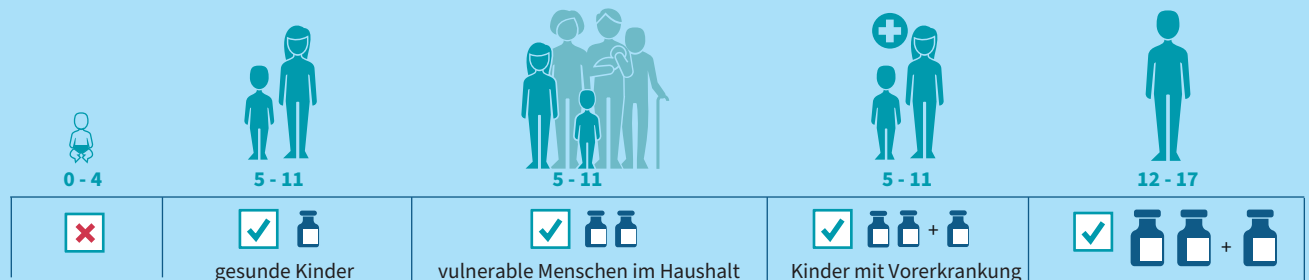 0 - 4 5 - 11 5 - 11 5 - 11 12 - 17
+ +
gesunde Kinder vulnerable Menschen im Haushalt Kinder mit Vorerkrankung